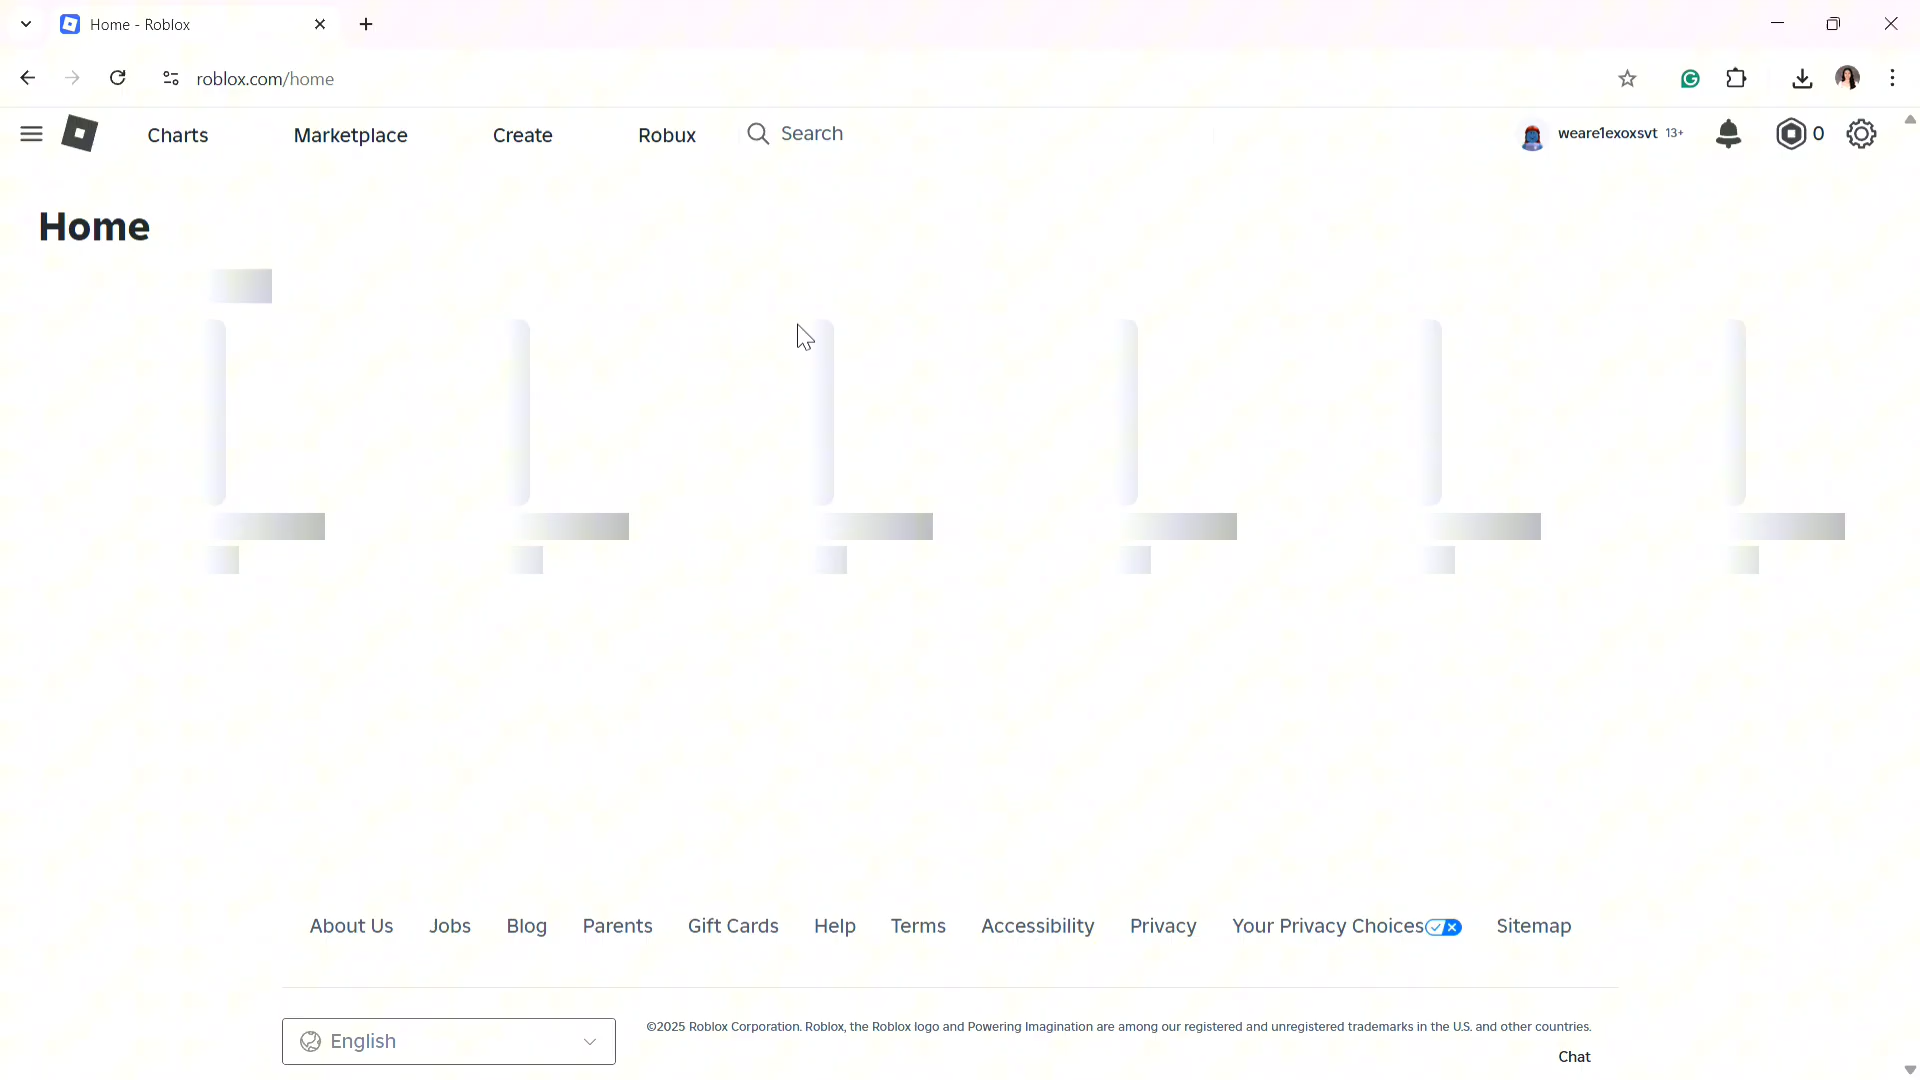 Home - Roblox
roblox.com/home
Charts Marketplace Create Robux Search weare1exoxsvt 13+ 0
Home
About Us Jobs Blog Parents Gift Cards Help Terms Accessibility Privacy Your Privacy Choices Sitemap
English
©2025 Roblox Corporation. Roblox, the Roblox logo and Powering Imagination are among our registered and unregistered trademarks in the U.S. and other countries.
Chat